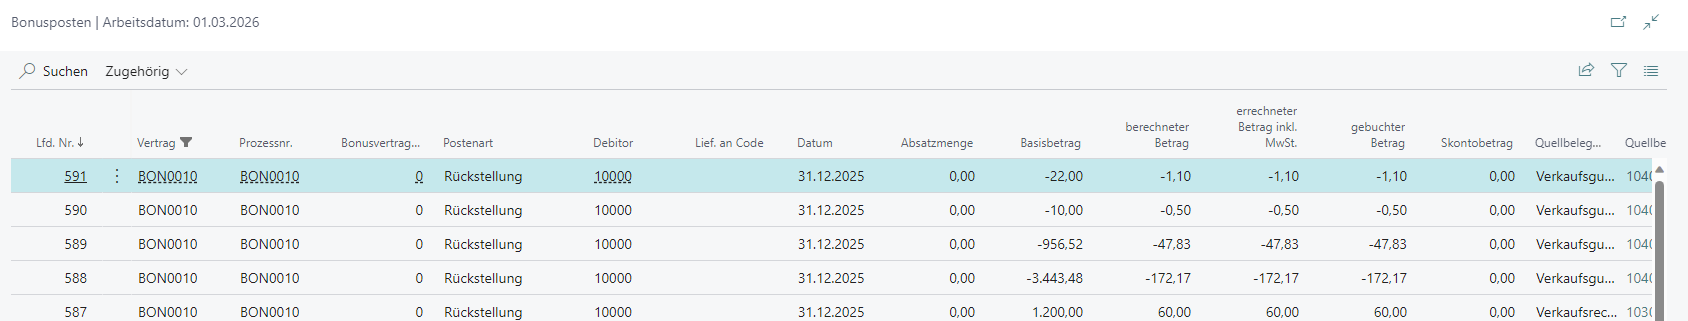 Bonusposten | Arbeitsdatum: 01.03.2026
Suchen Zugehörig
Lfd. Nr. ↓ Vertrag Prozessnr. Bonusvertrag... Postenart Debitor Lief. an Code Datum Absatzmenge Basisbetrag berechneter Betrag errechneter Betrag inkl. MwSt. gebuchter Betrag Skontobetrag Quellbeleg... Quellbe
591 BON0010 BON0010 0 Rückstellung 10000 31.12.2025 0,00 -22,00 -1,10 -1,10 -1,10 0,00 Verkaufsgu... 104
590 BON0010 BON0010 0 Rückstellung 10000 31.12.2025 0,00 -10,00 -0,50 -0,50 -0,50 0,00 Verkaufsgu... 104
589 BON0010 BON0010 0 Rückstellung 10000 31.12.2025 0,00 -956,52 -47,83 -47,83 -47,83 0,00 Verkaufsgu... 104
588 BON0010 BON0010 0 Rückstellung 10000 31.12.2025 0,00 -3.443,48 -172,17 -172,17 -172,17 0,00 Verkaufsgu... 104
587 BON0010 BON0010 0 Rückstellung 10000 31.12.2025 0,00 1.200,00 60,00 60,00 60,00 0,00 Verkaufsrec... 103